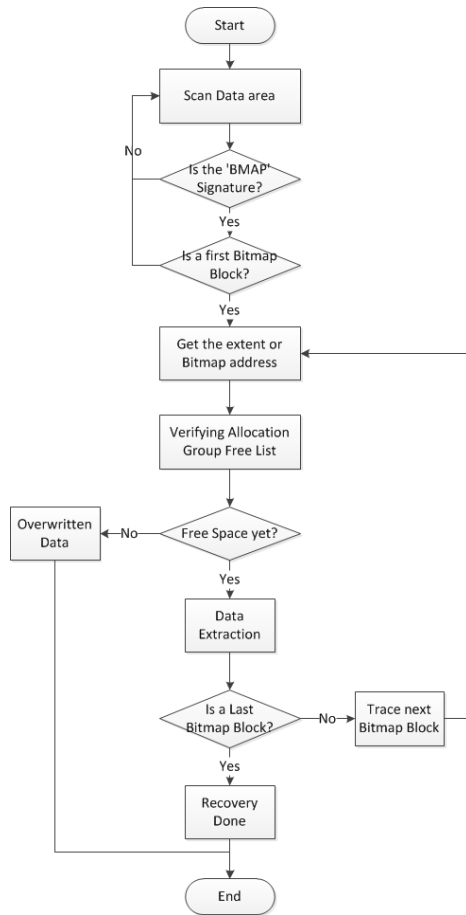 Start
Scan Data area
No
Is the 'BMAP'
Signature?
Yes
Is a first Bitmap
Block?
Yes
Get the extent or
Bitmap address
Verifying Allocation
Group Free List
Overwritten
Data
No
Free Space yet?
Yes
Data
Extraction
Is a Last
Bitmap Block?
No
Trace next
Bitmap Block
Yes
Recovery
Done
End